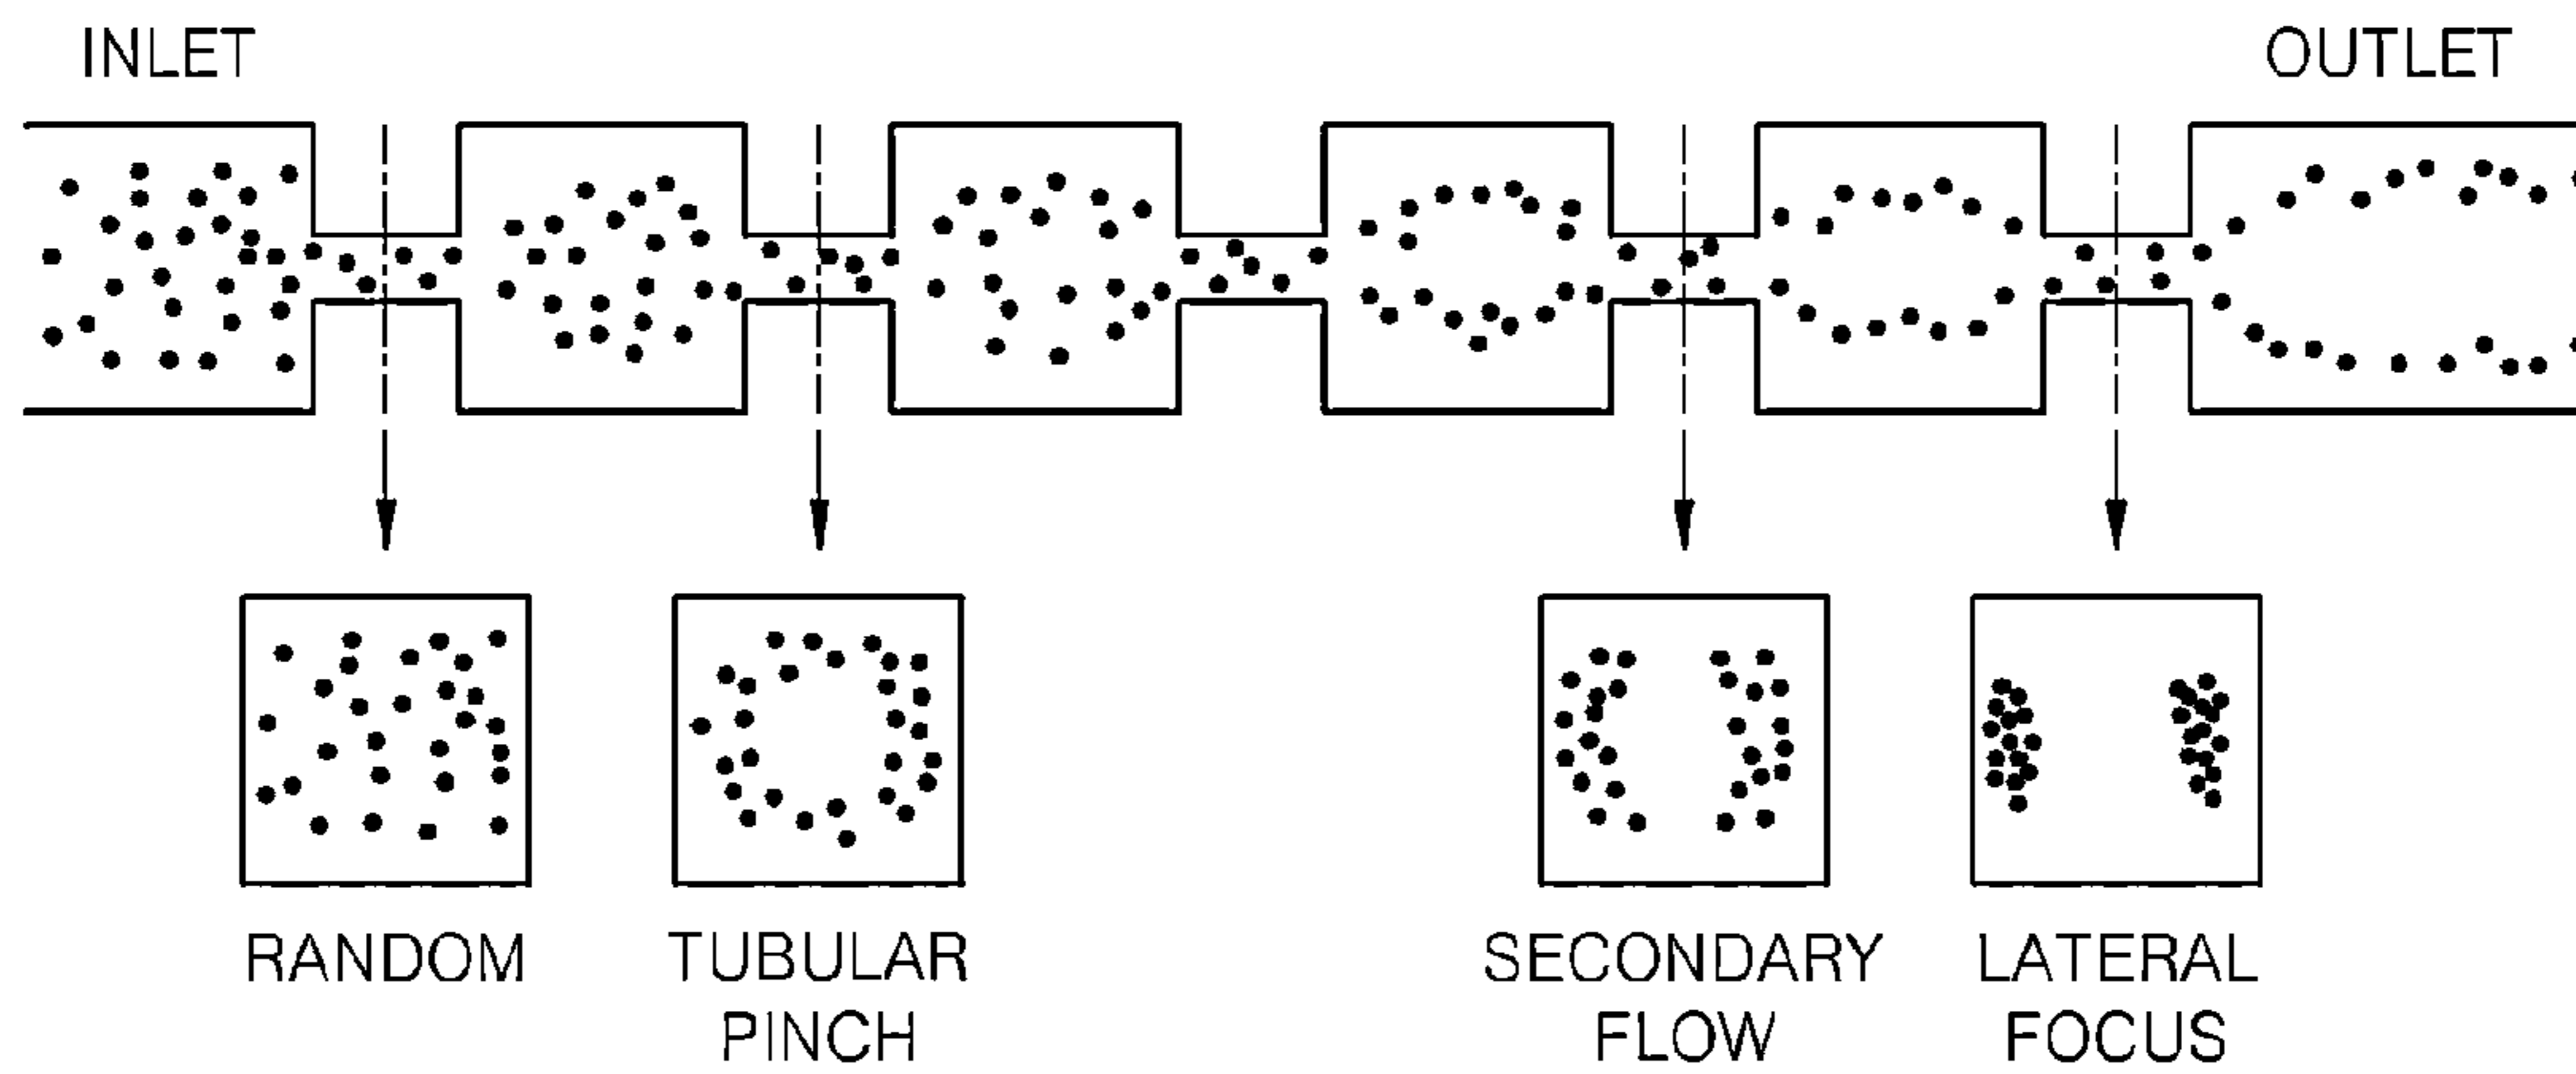 INLET
OUTLET
RANDOM
TUBULAR
PINCH
SECONDARY
FLOW
LATERAL
FOCUS